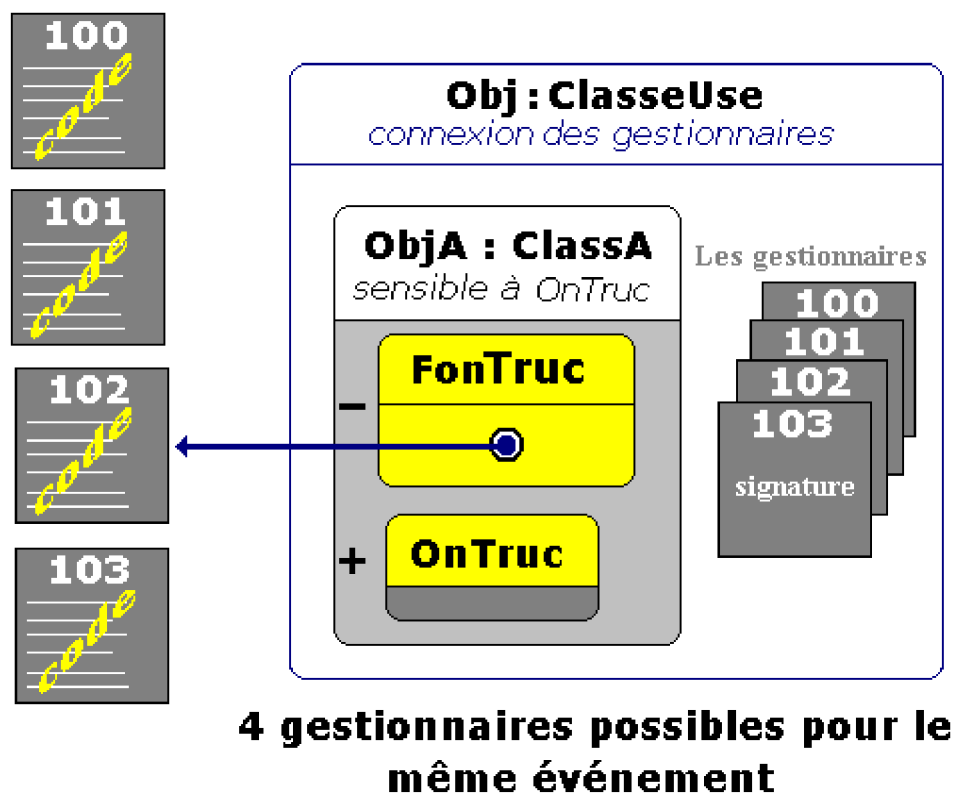 100
code
101
code
102
code
103
code
Obj : ClasseUse
connexion des gestionnaires
ObjA : ClassA
sensible à OnTruc
FonTruc
−
+
OnTruc
Les gestionnaires
100
101
102
103
signature
4 gestionnaires possibles pour le
même événement